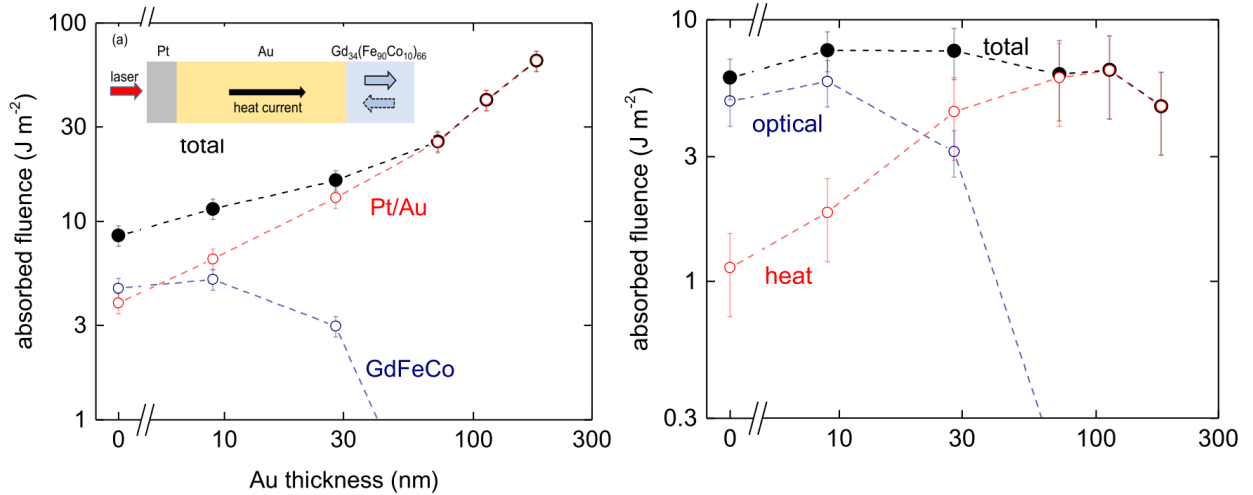 absorbed fluence (J m⁻²)
100
30
10
3
1
(a)
Pt
Au
Gd₃₄(Fe₉₀Co₁₀)₆₆
laser
heat current
total
Pt/Au
GdFeCo
0
10
30
100
300
Au thickness (nm)
absorbed fluence (J m⁻²)
10
3
1
0.3
total
optical
heat
0
10
30
100
300